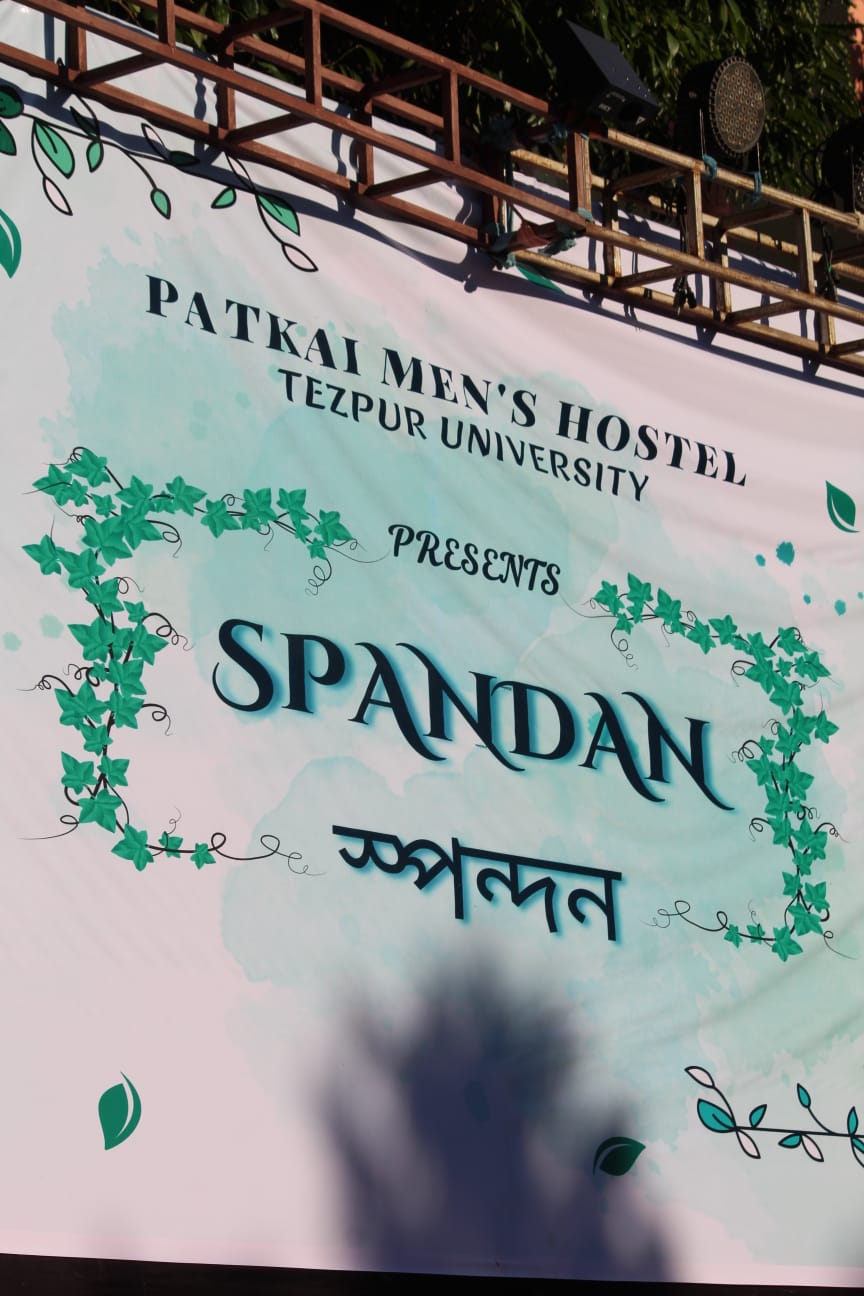 PATKAI MEN'S HOSTEL
TEZPUR UNIVERSITY
PRESENTS
SPANDAN
স্পন্দন